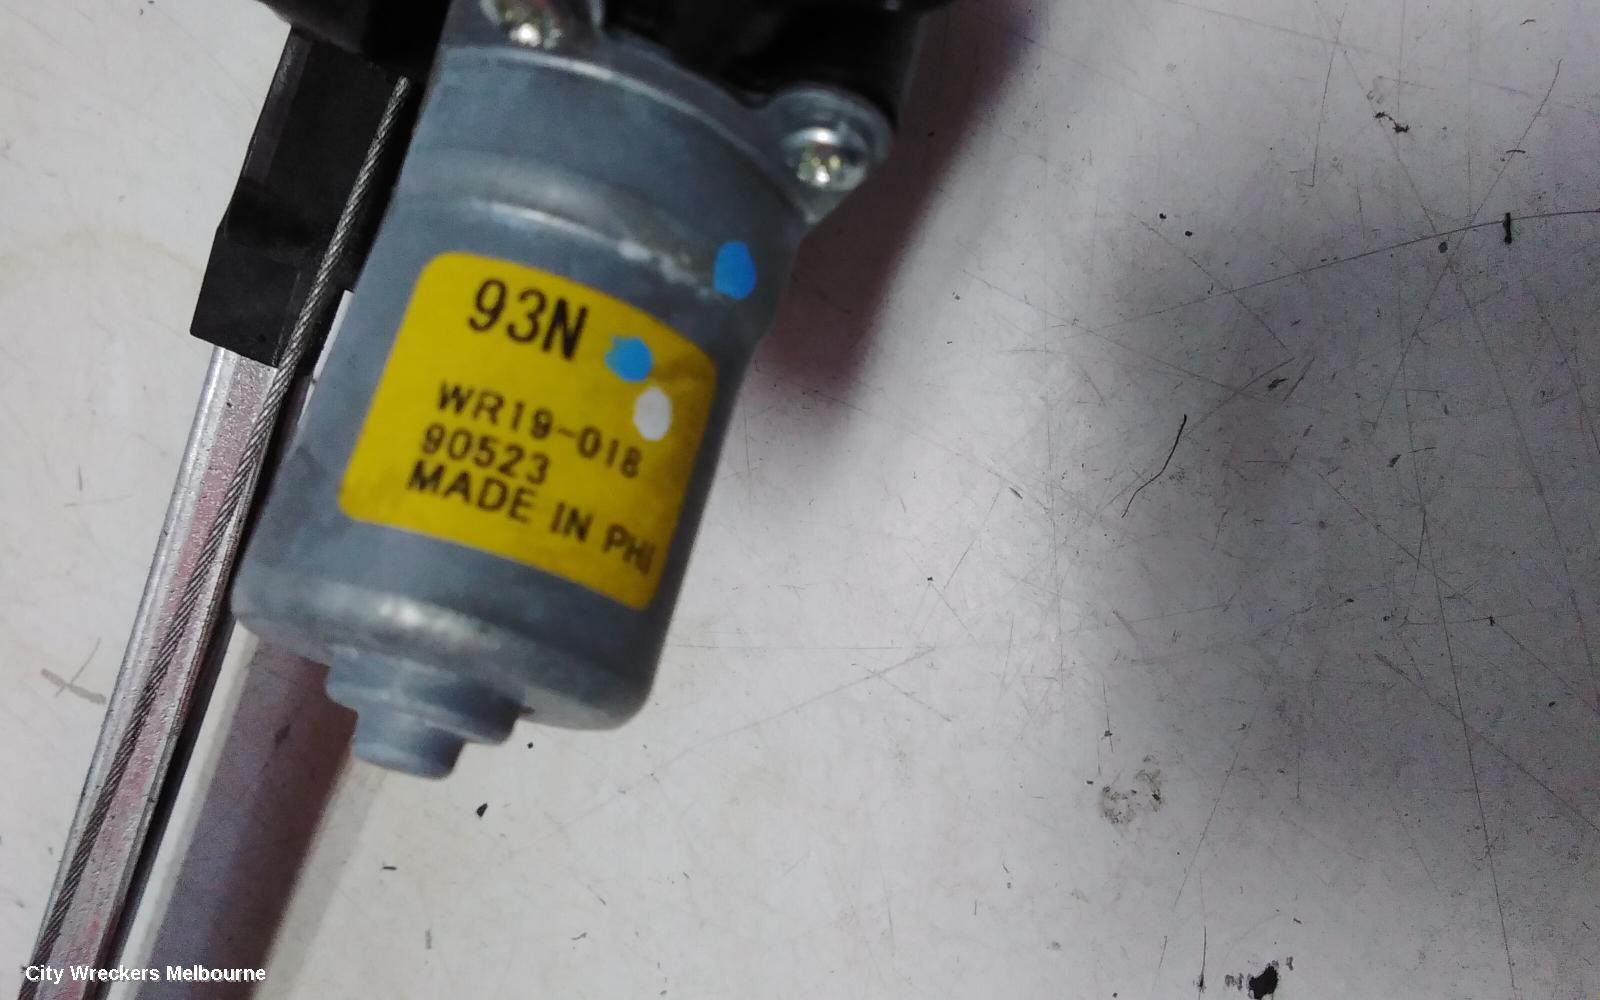 93N
WR19-018
90523
MADE IN PHI
City Wreckers Melbourne